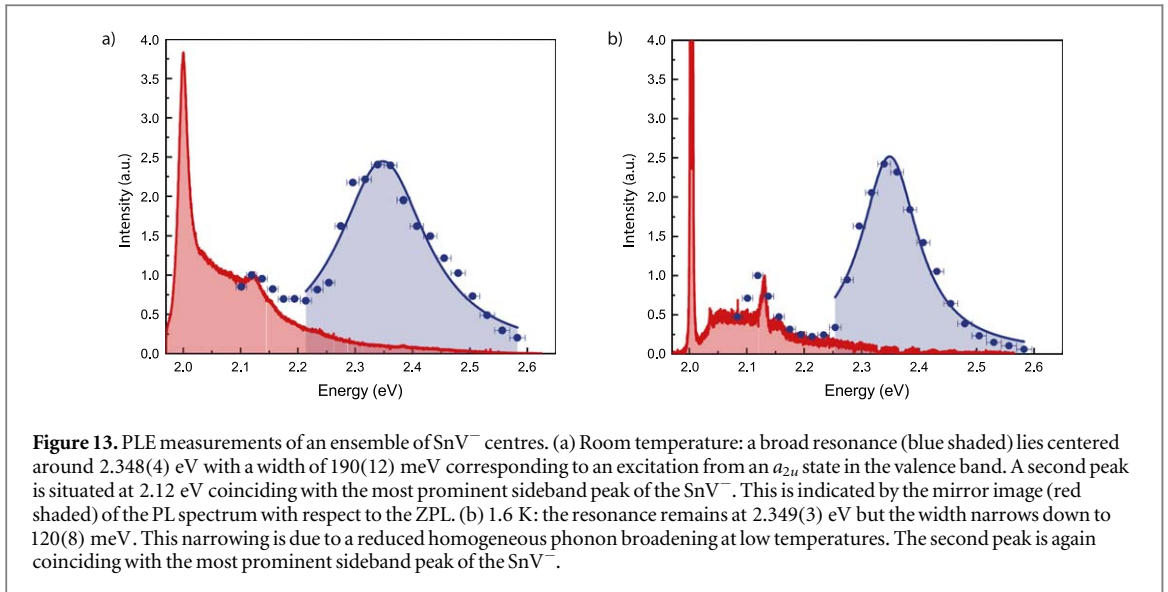 a)
b)
4.0
3.5
3.0
2.5
2.0
1.5
1.0
0.5
0.0
Intensity (a.u.)
2.0 2.1 2.2 2.3 2.4 2.5 2.6
Energy (eV)
4.0
3.5
3.0
2.5
2.0
1.5
1.0
0.5
0.0
Intensity (a.u.)
2.0 2.1 2.2 2.3 2.4 2.5 2.6
Energy (eV)
Figure 13. PLE measurements of an ensemble of SnV⁻ centres. (a) Room temperature: a broad resonance (blue shaded) lies centered
around 2.348(4) eV with a width of 190(12) meV corresponding to an excitation from an a₂ᵤ state in the valence band. A second peak
is situated at 2.12 eV coinciding with the most prominent sideband peak of the SnV⁻. This is indicated by the mirror image (red
shaded) of the PL spectrum with respect to the ZPL. (b) 1.6 K: the resonance remains at 2.349(3) eV but the width narrows down to
120(8) meV. This narrowing is due to a reduced homogeneous phonon broadening at low temperatures. The second peak is again
coinciding with the most prominent sideband peak of the SnV⁻.